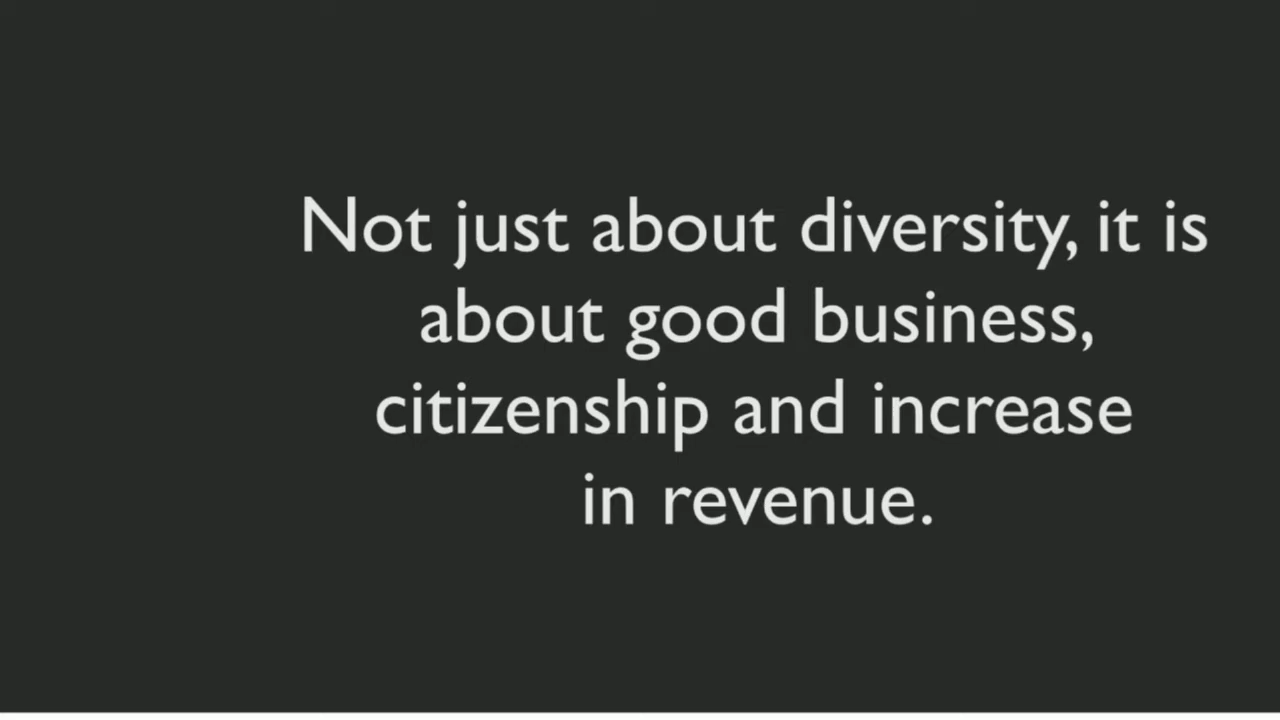 Not just about diversity, it is
about good business,
citizenship and increase
in revenue.